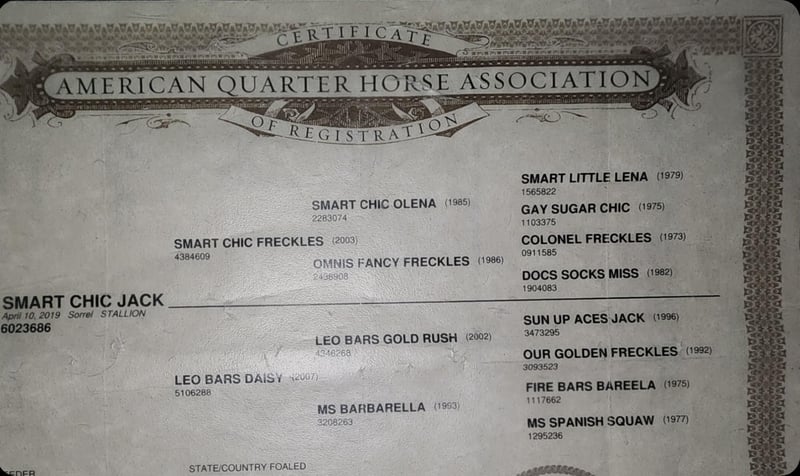 CERTIFICATE
AMERICAN QUARTER HORSE ASSOCIATION
OF REGISTRATION
SMART LITTLE LENA (1979)
1565822
SMART CHIC OLENA (1985)
2283074
GAY SUGAR CHIC (1975)
1103375
SMART CHIC FRECKLES (2003)
4384609
COLONEL FRECKLES (1973)
0911585
OMNIS FANCY FRECKLES (1986)
2436908
DOCS SOCKS MISS (1982)
1904083
SMART CHIC JACK
April 10, 2019 Sorrel STALLION
6023686
SUN UP ACES JACK (1996)
3473295
LEO BARS GOLD RUSH (2002)
4346268
OUR GOLDEN FRECKLES (1992)
3093523
LEO BARS DAISY (2007)
5106288
FIRE BARS BAREELA (1975)
1117662
MS BARBARELLA (1993)
3208263
MS SPANISH SQUAW (1977)
1295236
STATE/COUNTRY FOALED